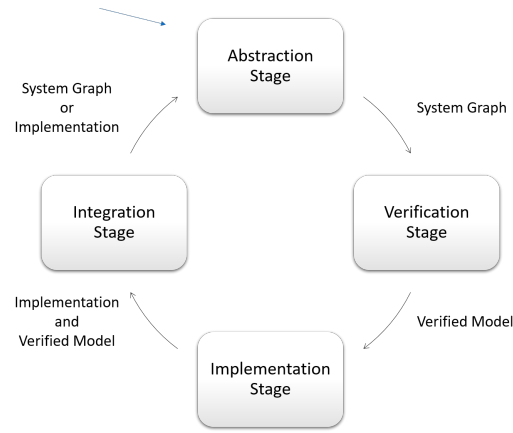 Abstraction
Stage
System Graph
System Graph
or
Implementation
Integration
Stage
Verification
Stage
Implementation
and
Verified Model
Verified Model
Implementation
Stage